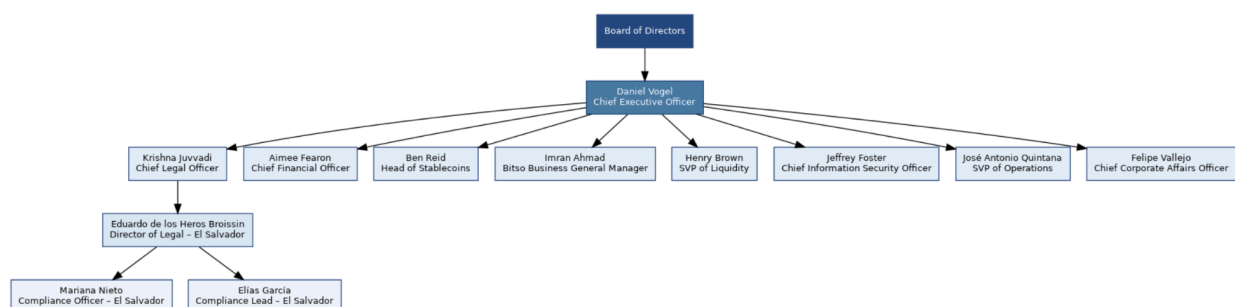 Board of Directors
Daniel Vogel
Chief Executive Officer
Krishna Juvvadi
Chief Legal Officer
Aimee Fearon
Chief Financial Officer
Ben Reid
Head of Stablecoins
Imran Ahmad
Bitso Business General Manager
Henry Brown
SVP of Liquidity
Jeffrey Foster
Chief Information Security Officer
José Antonio Quintana
SVP of Operations
Felipe Vallejo
Chief Corporate Affairs Officer
Eduardo de los Heros Broissin
Director of Legal – El Salvador
Mariana Nieto
Compliance Officer – El Salvador
Elías García
Compliance Lead – El Salvador